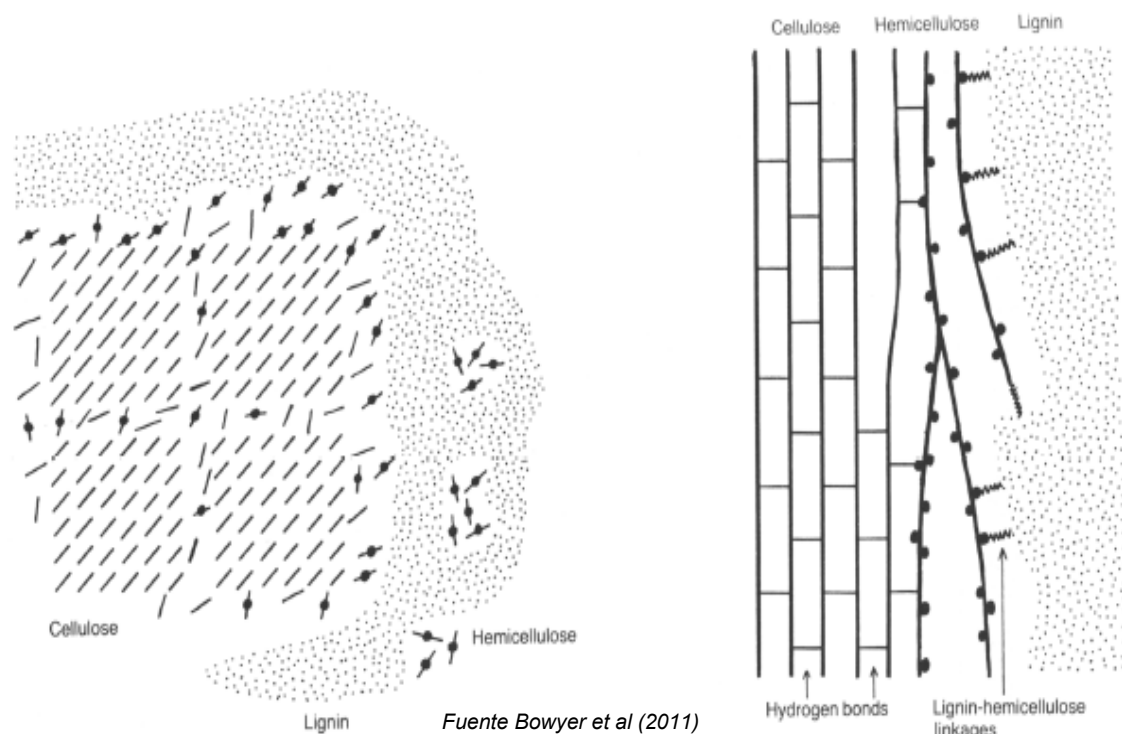 Cellulose
Hemicellulose
Lignin
Fuente Bowyer et al (2011)
Cellulose
Hemicellulose
Lignin
Hydrogen bonds
Lignin-hemicellulose
linkages